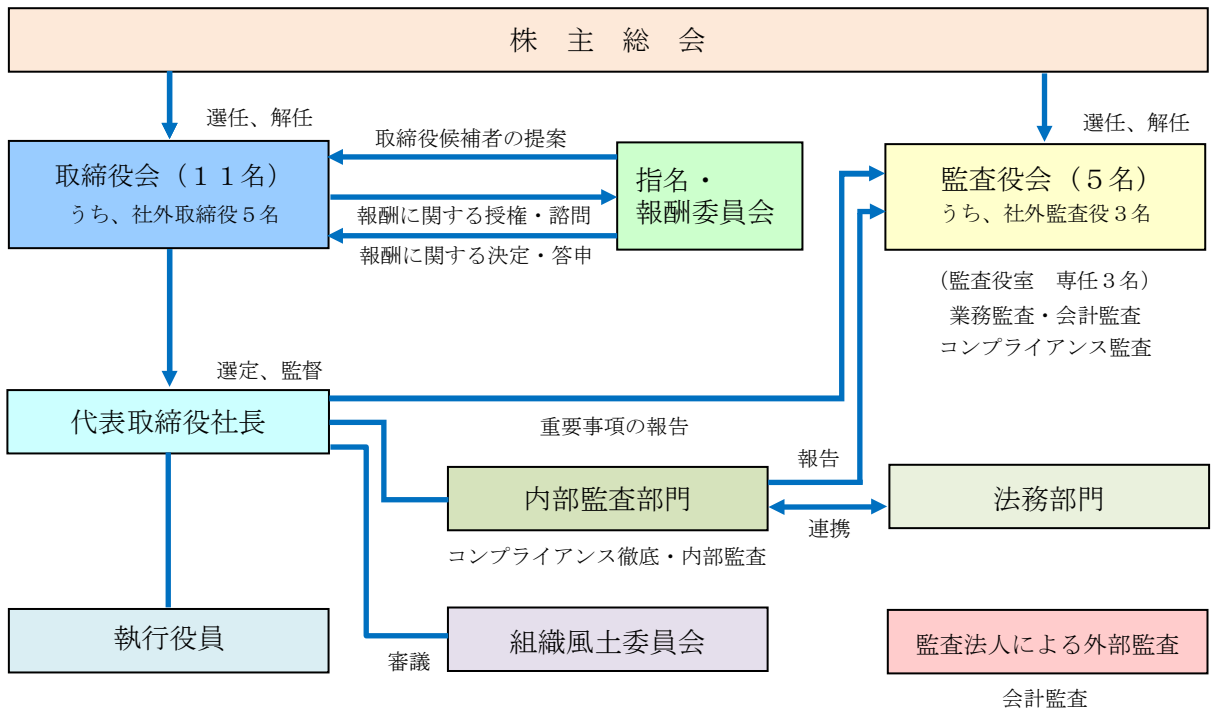 株　主　総　会
選任、解任
選任、解任
取締役会（１１名）
うち、社外取締役５名
取締役候補者の提案
報酬に関する授権・諮問
報酬に関する決定・答申
指名・
報酬委員会
監査役会（５名）
うち、社外監査役３名
（監査役室　専任３名）
業務監査・会計監査
コンプライアンス監査
選定、監督
代表取締役社長
重要事項の報告
報告
内部監査部門
連携
法務部門
コンプライアンス徹底・内部監査
執行役員
審議
組織風土委員会
監査法人による外部監査
会計監査